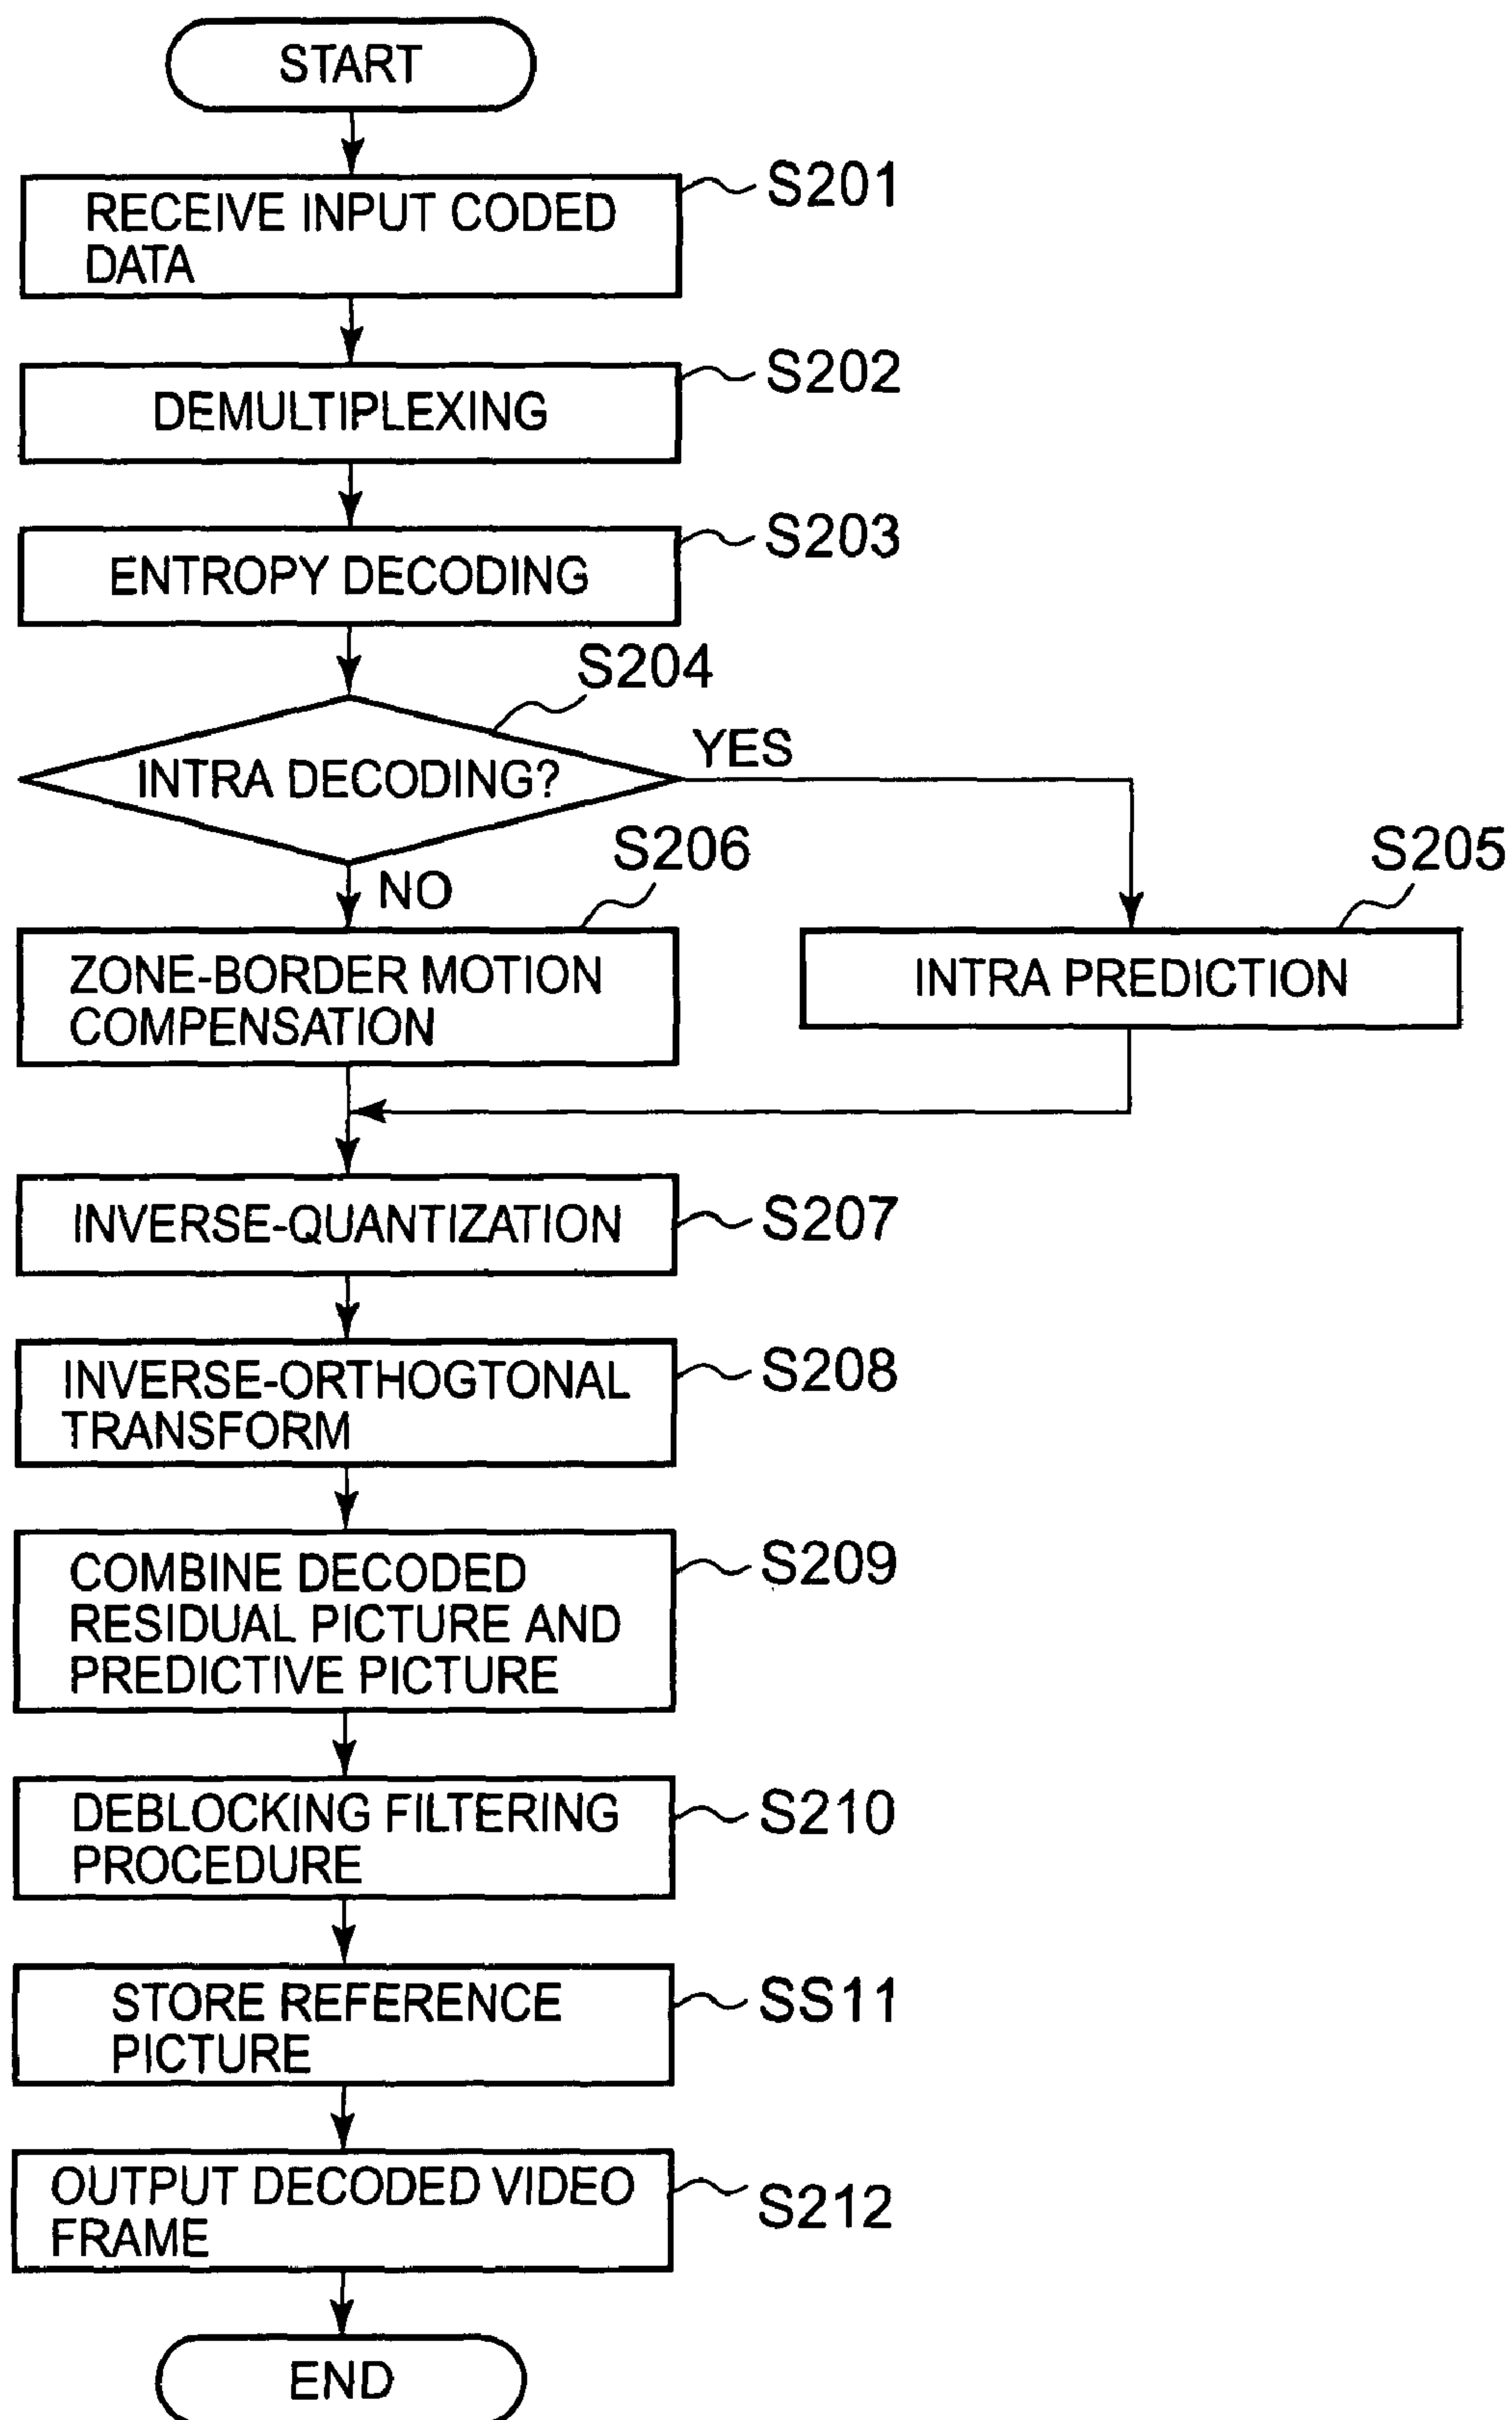 START
S201
RECEIVE INPUT CODED
DATA
S202
DEMULTIPLEXING
S203
ENTROPY DECODING
S204
INTRA DECODING?
YES
NO
S206
S205
ZONE-BORDER MOTION
COMPENSATION
INTRA PREDICTION
INVERSE-QUANTIZATION
S207
INVERSE-ORTHOGTONAL
TRANSFORM
S208
COMBINE DECODED
RESIDUAL PICTURE AND
PREDICTIVE PICTURE
S209
DEBLOCKING FILTERING
PROCEDURE
S210
STORE REFERENCE
PICTURE
SS11
OUTPUT DECODED VIDEO
FRAME
S212
END